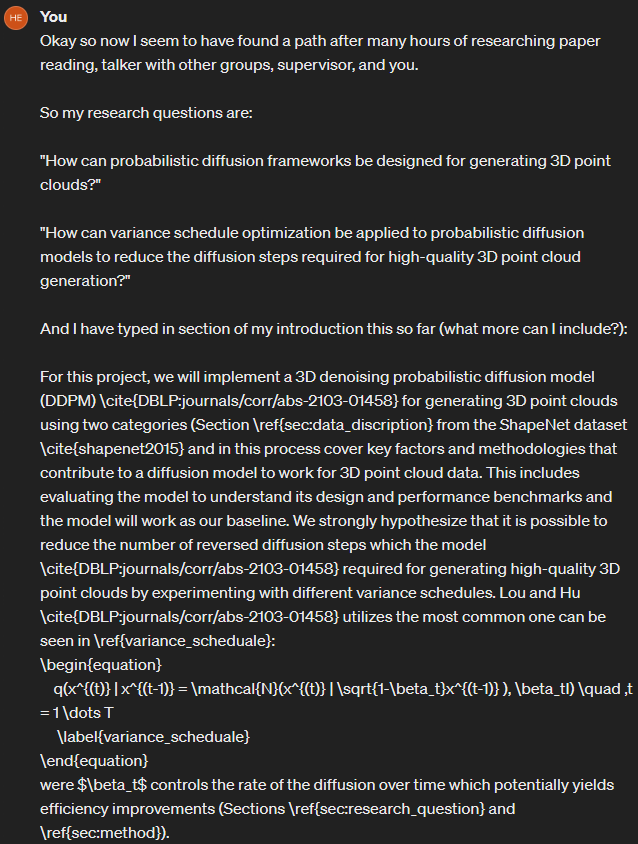 HE You
Okay so now I seem to have found a path after many hours of researching paper
reading, talker with other groups, supervisor, and you.
So my research questions are:
"How can probabilistic diffusion frameworks be designed for generating 3D point
clouds?"
"How can variance schedule optimization be applied to probabilistic diffusion
models to reduce the diffusion steps required for high-quality 3D point cloud
generation?"
And I have typed in section of my introduction this so far (what more can I include?):
For this project, we will implement a 3D denoising probabilistic diffusion model
(DDPM) \cite{DBLP:journals/corr/abs-2103-01458} for generating 3D point clouds
using two categories (Section \ref{sec:data_discription} from the ShapeNet dataset
\cite{shapenet2015} and in this process cover key factors and methodologies that
contribute to a diffusion model to work for 3D point cloud data. This includes
evaluating the model to understand its design and performance benchmarks and
the model will work as our baseline. We strongly hypothesize that it is possible to
reduce the number of reversed diffusion steps which the model
\cite{DBLP:journals/corr/abs-2103-01458} required for generating high-quality 3D
point clouds by experimenting with different variance schedules. Lou and Hu
\cite{DBLP:journals/corr/abs-2103-01458} utilizes the most common one can be
seen in \ref{variance_scheduale}:
\begin{equation}
q(x^{(t)} | x^{(t-1)} = \mathcal{N}(x^{(t)} | \sqrt{1-\beta_t}x^{(t-1)} ), \beta_tI) \quad ,t
= 1 \dots T
\label{variance_scheduale}
\end{equation}
were $\beta_t$ controls the rate of the diffusion over time which potentially yields
efficiency improvements (Sections \ref{sec:research_question} and
\ref{sec:method}).